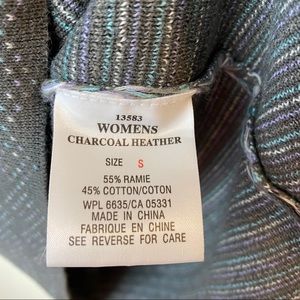 13583
WOMENS
CHARCOAL HEATHER
SIZE S
55% RAMIE
45% COTTON/COTON
WPL 6635/CA 05331
MADE IN CHINA
FABRIQUE EN CHINE
SEE REVERSE FOR CARE